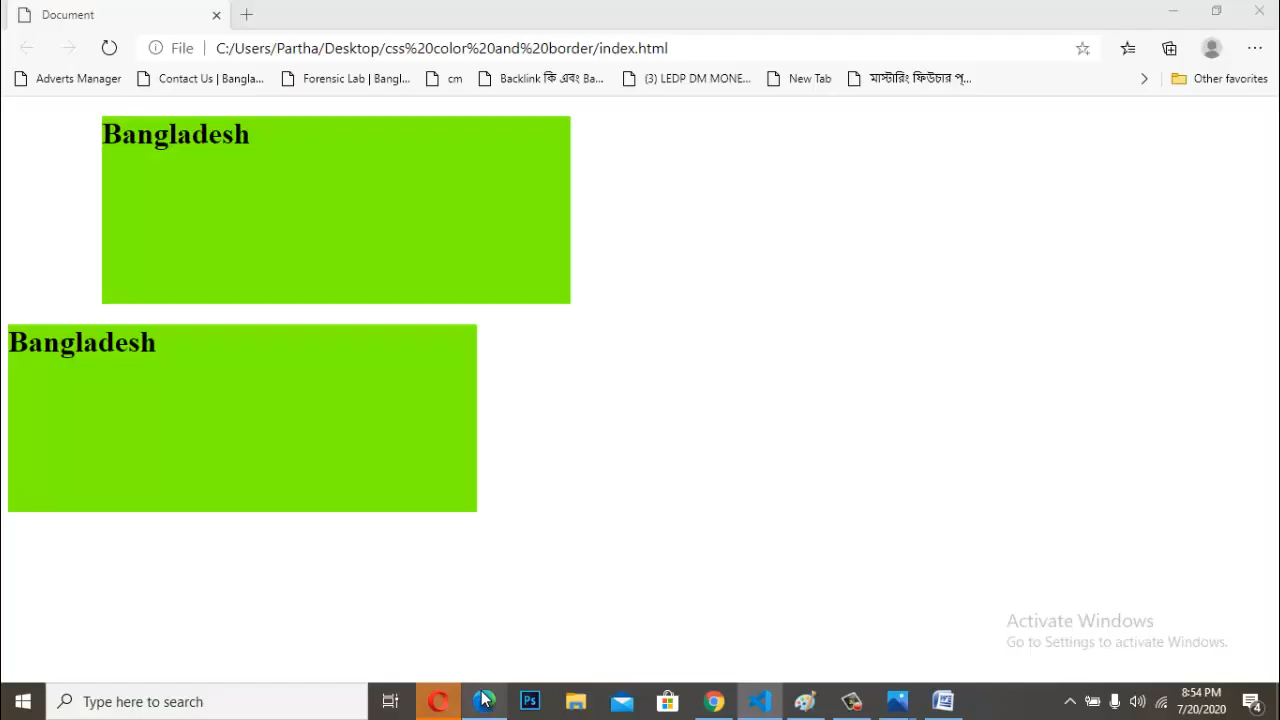 Document
File
C:/Users/Partha/Desktop/css%20color%20and%20border/index.html
Adverts Manager
Contact Us | Bangla...
Forensic Lab | Bangl...
cm
Backlink কি এবং Ba...
(3) LEDP DM MONE...
New Tab
মাস্টারিং ফিউচার প্...
Other favorites
Bangladesh
Bangladesh
Activate Windows
Go to Settings to activate Windows.
Type here to search
Ps
8:54 PM
7/20/2020
4